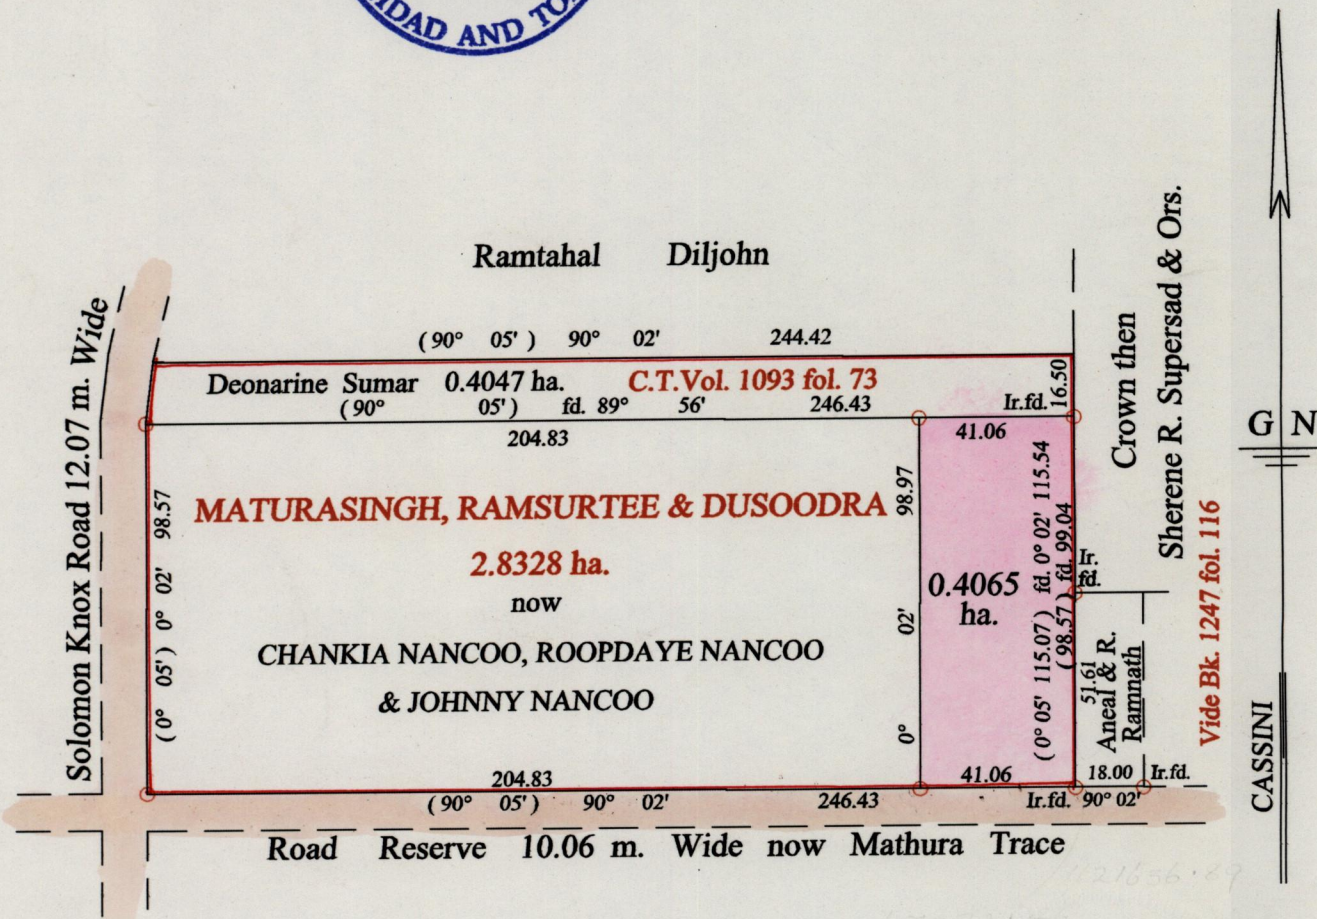 IDAD AND TO
Ramtahal Diljohn
(90° 05') 90° 02' 244.42
Deonarine Sumar 0.4047 ha. C.T.Vol. 1093 fol. 73
(90° 05') fd. 89° 56' 246.43 Ir.fd.
16.50
204.83
41.06
Solomon Knox Road 12.07 m. Wide
(0° 05') 0° 02' 98.57
MATURASINGH, RAMSURTEE & DUSOODRA
2.8328 ha.
now
CHANKIA NANCOO, ROOPDAYE NANCOO
& JOHNNY NANCOO
0° 02' 98.97
0.4065
ha.
(0° 05' 115.07) fd. 0° 02' 115.54
(98.57) fd. 99.04
Ir.
fd.
Crown then
Sherene R. Supersad & Ors.
51.61
Aneal & R.
Ramnath
Vide Bk. 1247 fol. 116
G N
CASSINI
204.83
41.06
18.00 Ir.fd.
(90° 05') 90° 02' 246.43 Ir.fd. 90° 02'
Road Reserve 10.06 m. Wide now Mathura Trace